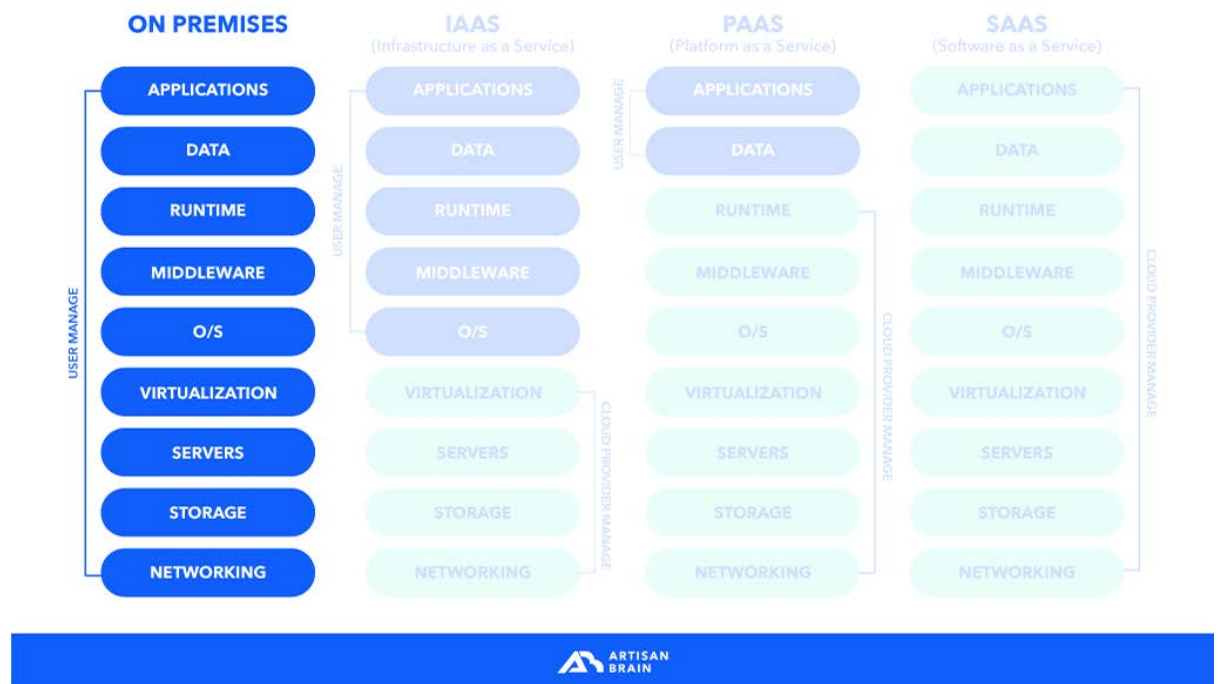 ON PREMISES
USER MANAGE
APPLICATIONS
DATA
RUNTIME
MIDDLEWARE
O/S
VIRTUALIZATION
SERVERS
STORAGE
NETWORKING
IAAS
(Infrastructure as a Service)
USER MANAGE
APPLICATIONS
DATA
RUNTIME
MIDDLEWARE
O/S
VIRTUALIZATION
SERVERS
STORAGE
NETWORKING
CLOUD PROVIDER MANAGE
PAAS
(Platform as a Service)
USER MANAGE
APPLICATIONS
DATA
RUNTIME
MIDDLEWARE
O/S
VIRTUALIZATION
SERVERS
STORAGE
NETWORKING
CLOUD PROVIDER MANAGE
SAAS
(Software as a Service)
APPLICATIONS
DATA
RUNTIME
MIDDLEWARE
O/S
VIRTUALIZATION
SERVERS
STORAGE
NETWORKING
CLOUD PROVIDER MANAGE
ARTISAN
BRAIN